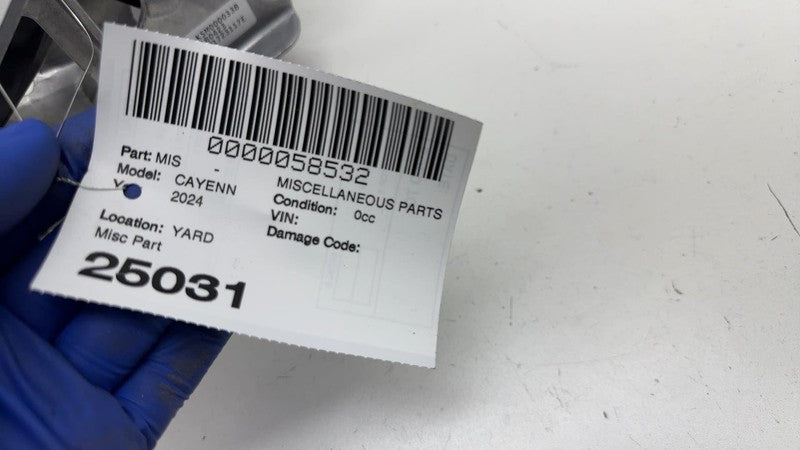 0000058532
Part: MIS - MISCELLANEOUS PARTS
Model: CAYENN Condition: 0cc
2024 VIN:
Location: YARD Damage Code:
Misc Part
25031